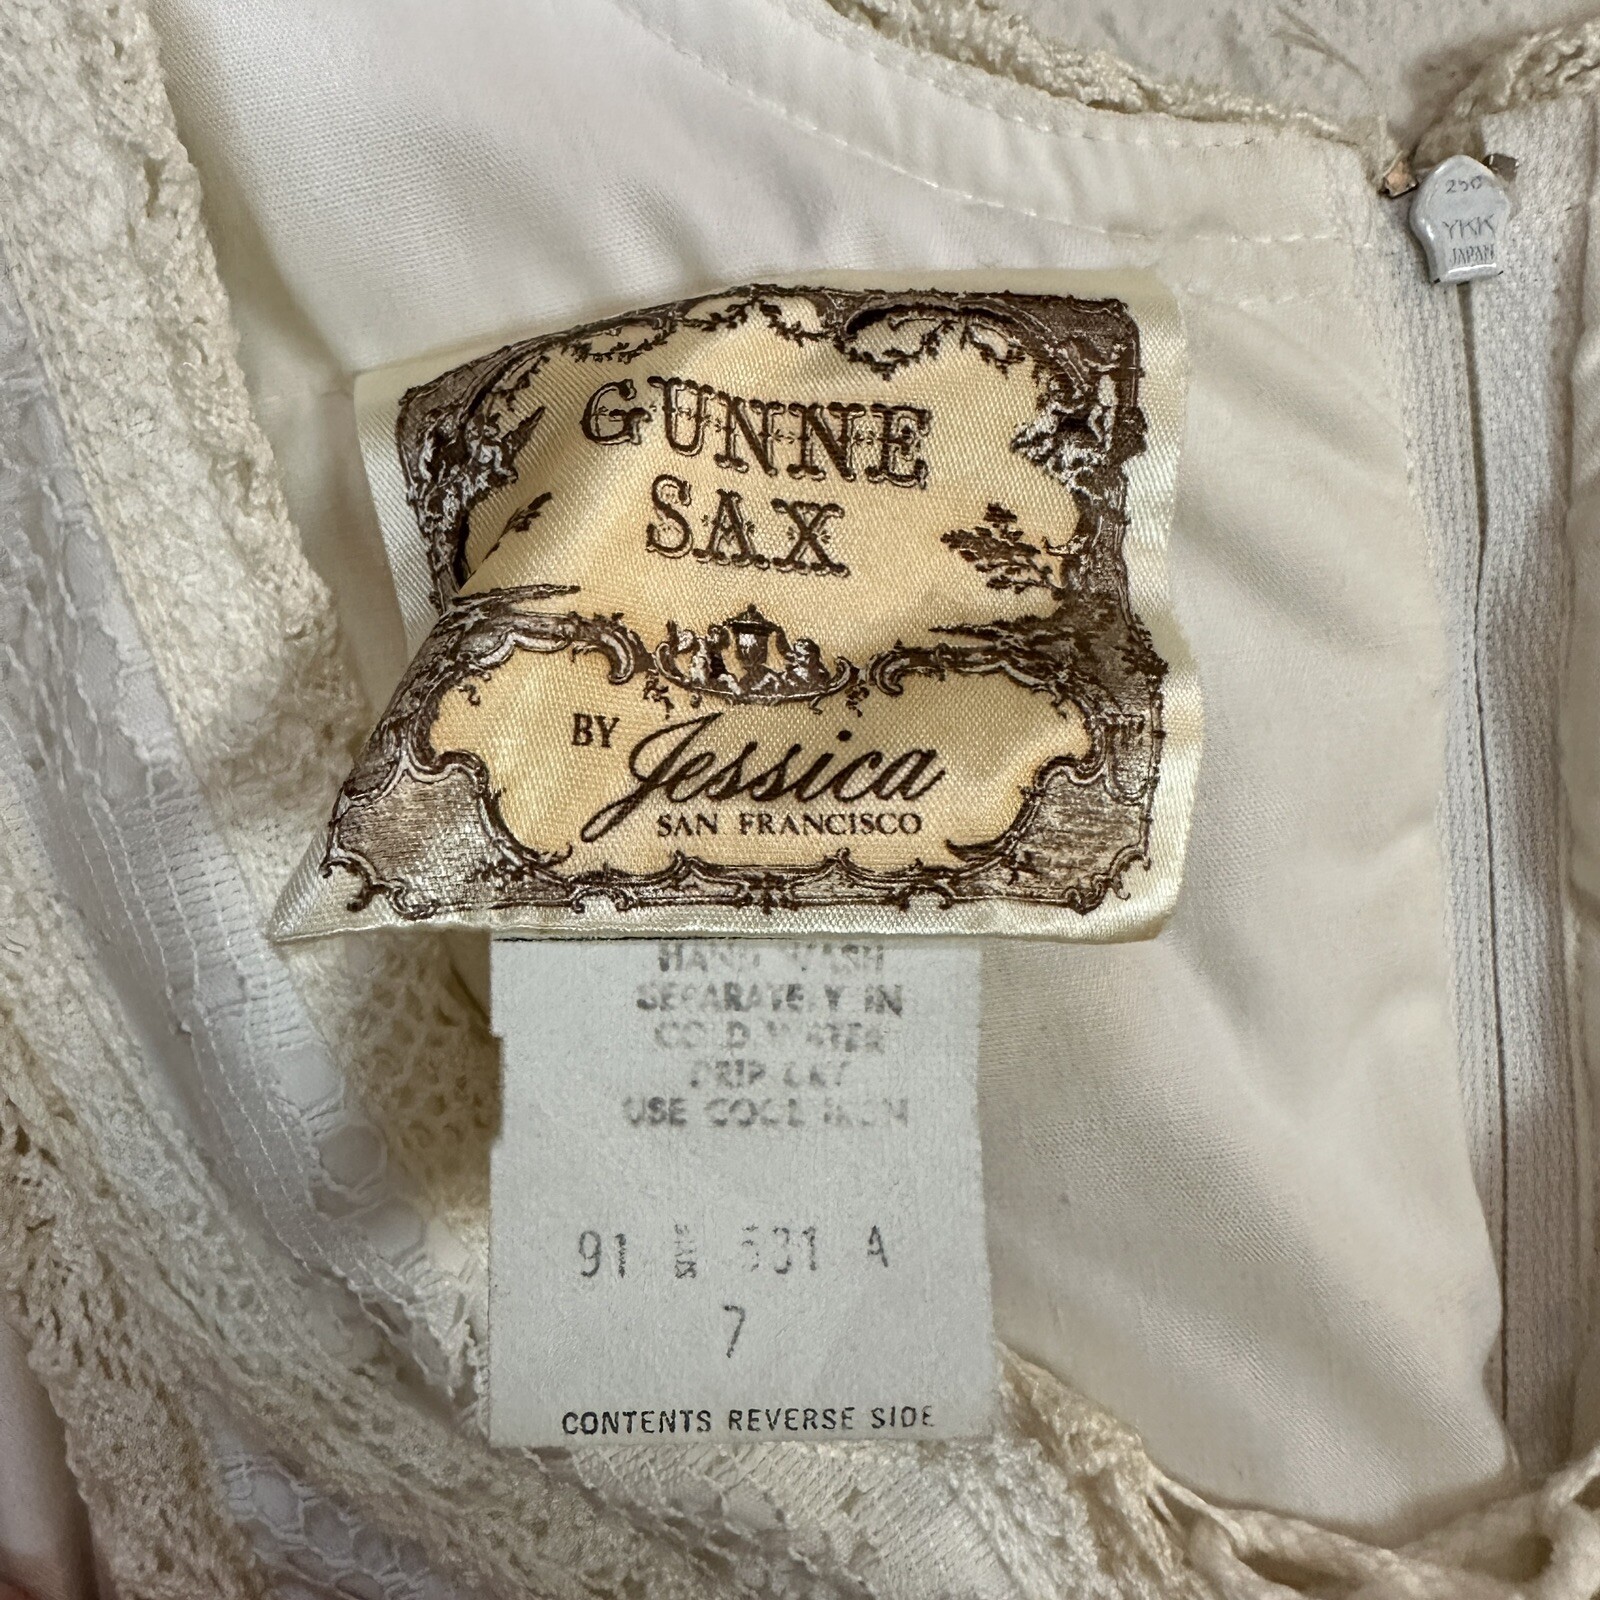 250
YKK
JAPAN
GUNNE
SAX
BY Jessica
SAN FRANCISCO
HAND WASH
SEPARATELY IN
COLD WATER
DRIP DRY
USE COOL IRON
91 A
7
CONTENTS REVERSE SIDE